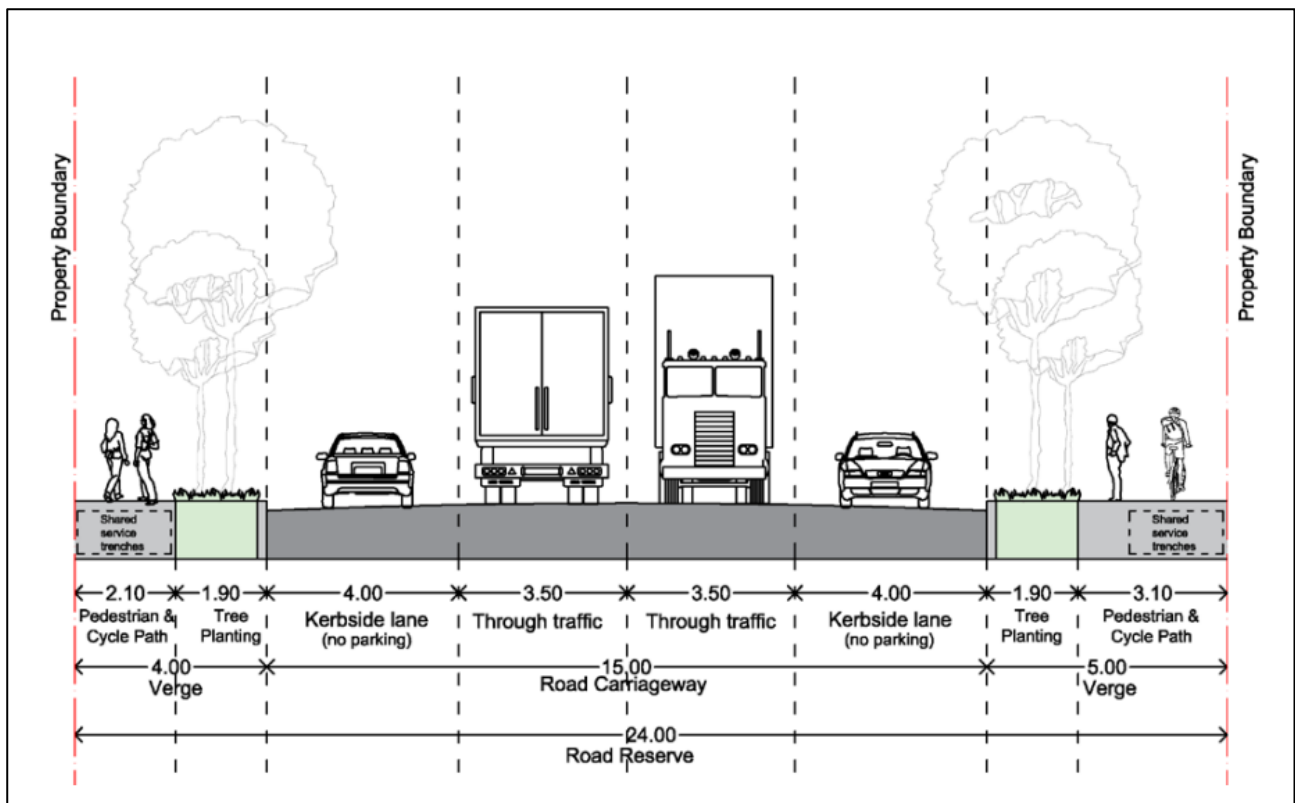 Property Boundary
Property Boundary
Shared
service
trenches
Shared
service
trenches
2.10
1.90
4.00
3.50
3.50
4.00
1.90
3.10
Pedestrian &
Cycle Path
Tree
Planting
Kerbside lane
(no parking)
Through traffic
Through traffic
Kerbside lane
(no parking)
Tree
Planting
Pedestrian &
Cycle Path
4.00
Verge
15.00
Road Carriageway
5.00
Verge
24.00
Road Reserve